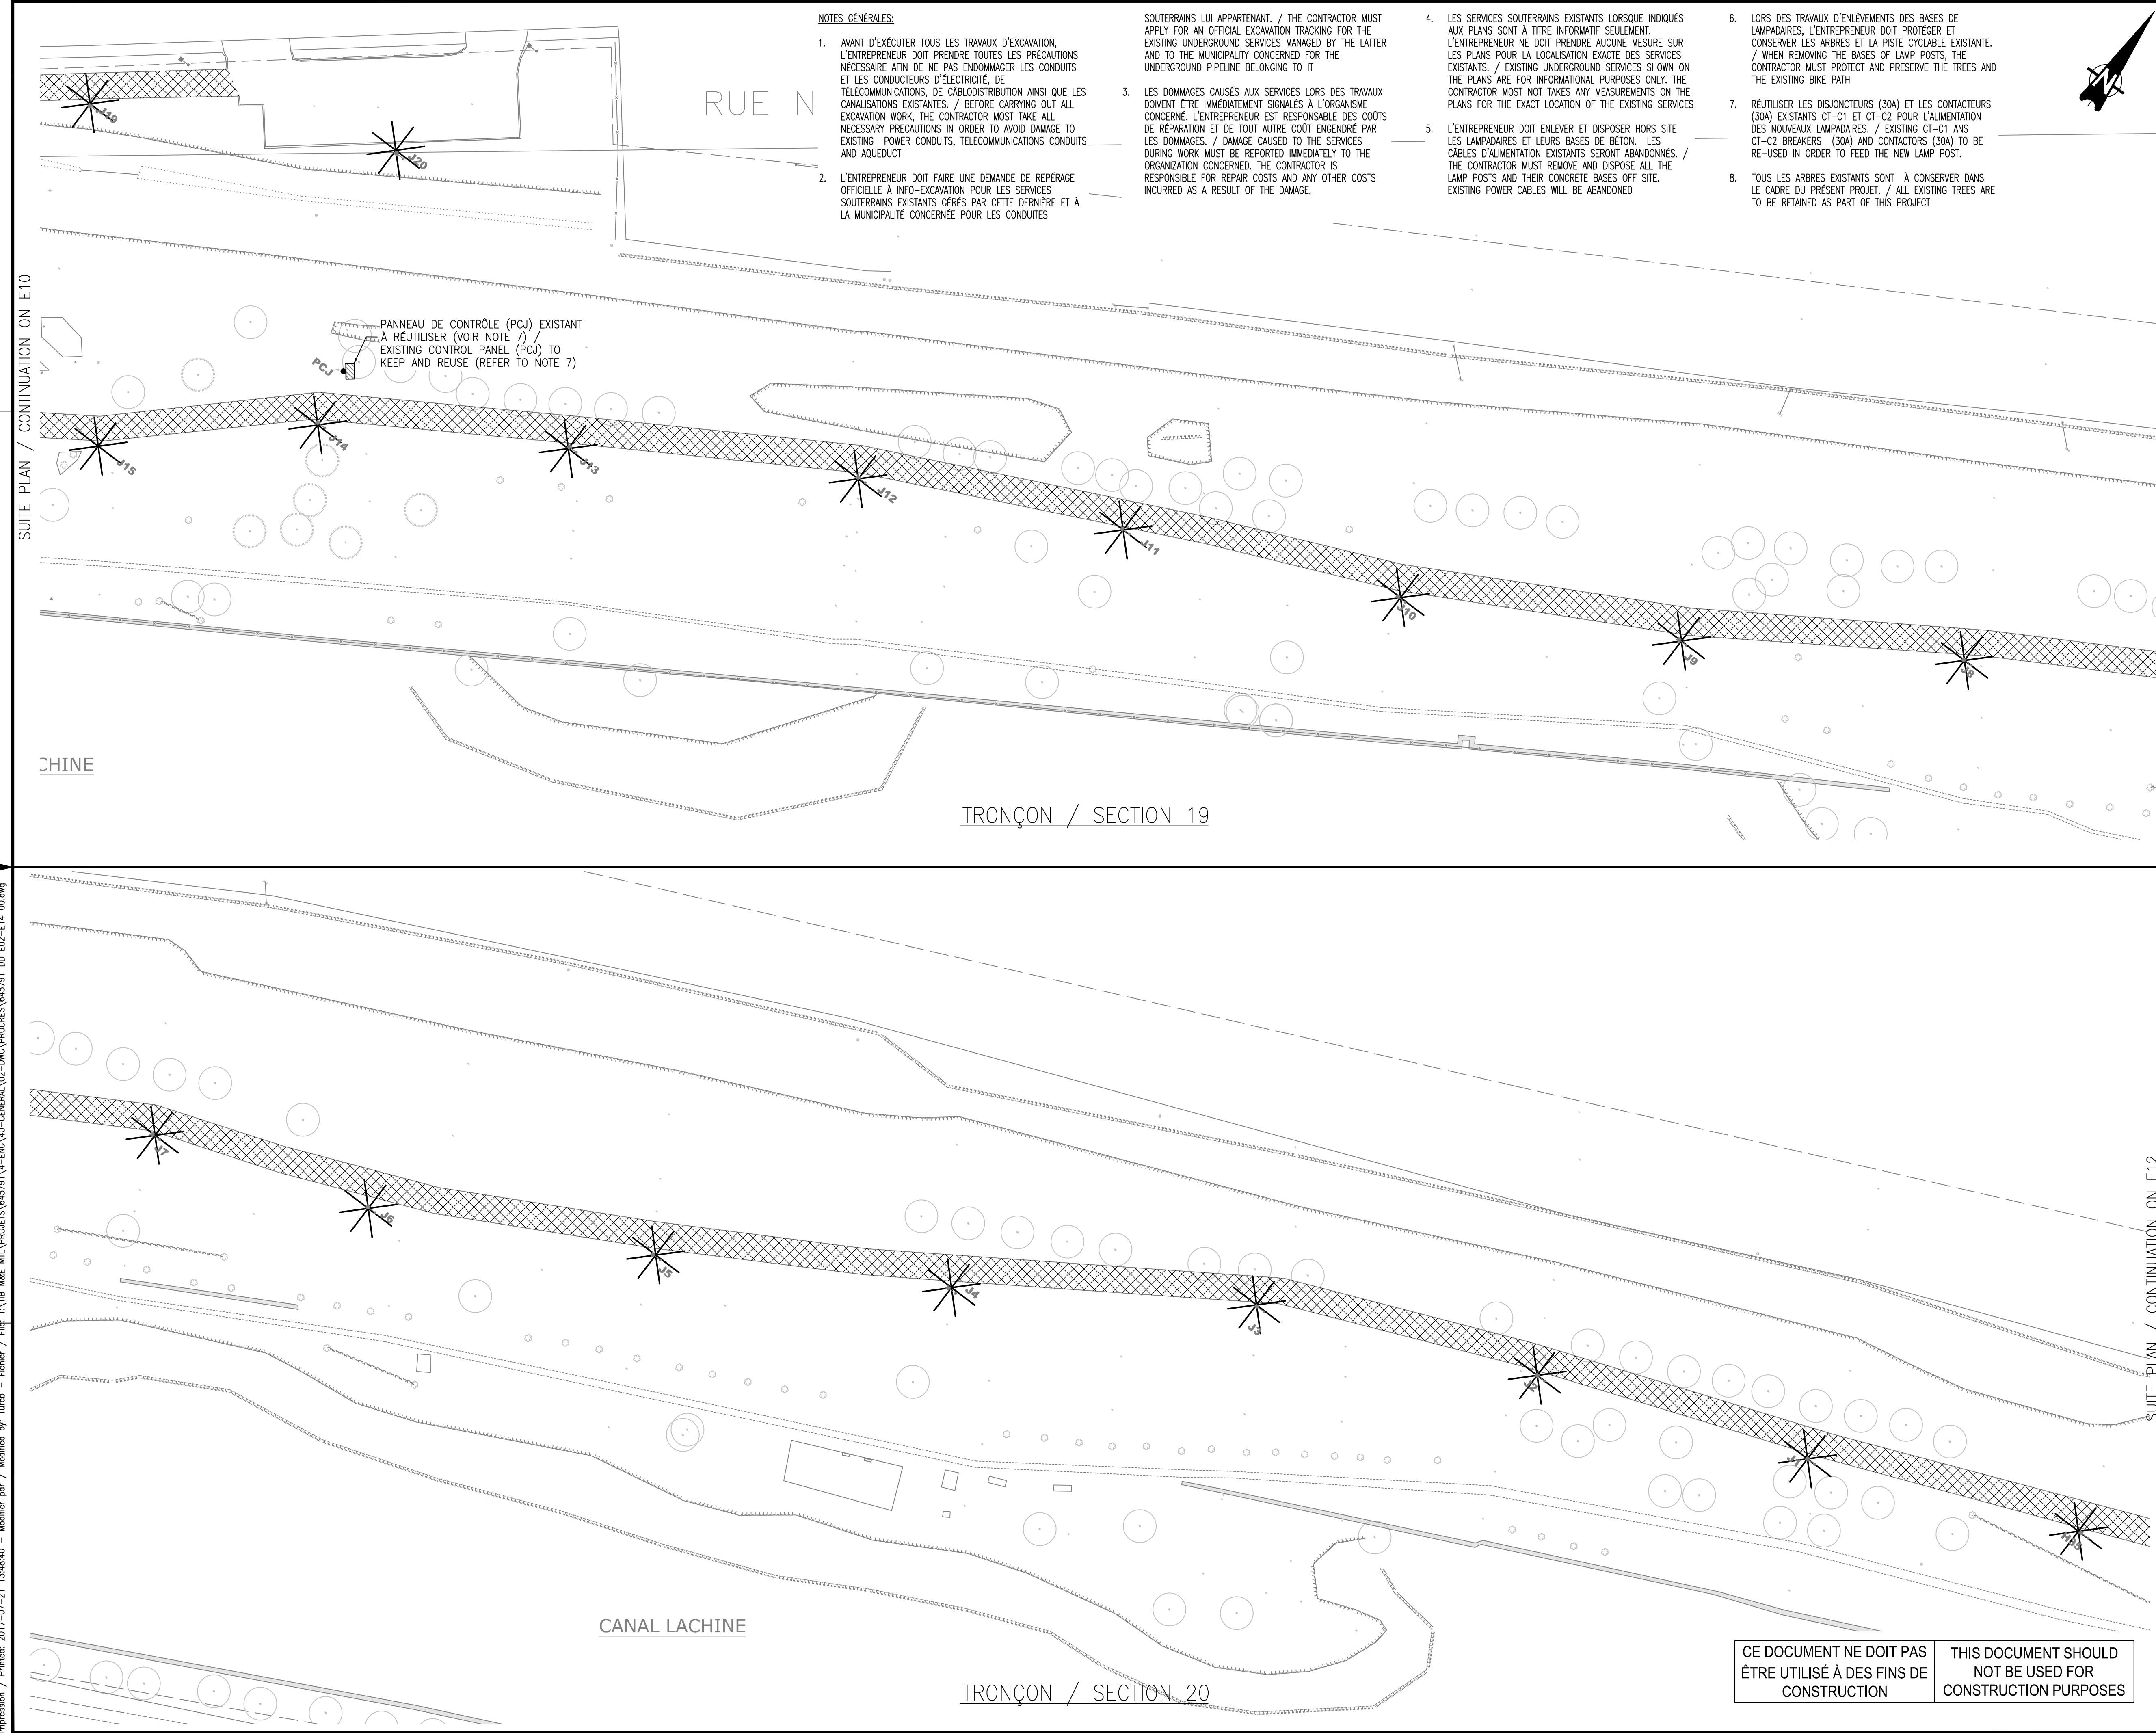 NOTES GÉNÉRALES:
1. AVANT D'EXÉCUTER TOUS LES TRAVAUX D'EXCAVATION,
L'ENTREPRENEUR DOIT PRENDRE TOUTES LES PRÉCAUTIONS
NÉCESSAIRE AFIN DE NE PAS ENDOMMAGER LES CONDUITS
ET LES CONDUCTEURS D'ÉLECTRICITÉ, DE
TÉLÉCOMMUNICATIONS, DE CÂBLODISTRIBUTION AINSI QUE LES
CANALISATIONS EXISTANTES. / BEFORE CARRYING OUT ALL
EXCAVATION WORK, THE CONTRACTOR MOST TAKE ALL
NECESSARY PRECAUTIONS IN ORDER TO AVOID DAMAGE TO
EXISTING POWER CONDUITS, TELECOMMUNICATIONS CONDUITS
AND AQUEDUCT
2. L'ENTREPRENEUR DOIT FAIRE UNE DEMANDE DE REPÉRAGE
OFFICIELLE À INFO-EXCAVATION POUR LES SERVICES
SOUTERRAINS EXISTANTS GÉRÉS PAR CETTE DERNIÈRE ET À
LA MUNICIPALITÉ CONCERNÉE POUR LES CONDUITES
SOUTERRAINS LUI APPARTENANT. / THE CONTRACTOR MUST
APPLY FOR AN OFFICIAL EXCAVATION TRACKING FOR THE
EXISTING UNDERGROUND SERVICES MANAGED BY THE LATTER
AND TO THE MUNICIPALITY CONCERNED FOR THE
UNDERGROUND PIPELINE BELONGING TO IT
3. LES DOMMAGES CAUSÉS AUX SERVICES LORS DES TRAVAUX
DOIVENT ÊTRE IMMÉDIATEMENT SIGNALÉS À L'ORGANISME
CONCERNÉ. L'ENTREPRENEUR EST RESPONSABLE DES COÛTS
DE RÉPARATION ET DE TOUT AUTRE COÛT ENGENDRÉ PAR
LES DOMMAGES. / DAMAGE CAUSED TO THE SERVICES
DURING WORK MUST BE REPORTED IMMEDIATELY TO THE
ORGANIZATION CONCERNED. THE CONTRACTOR IS
RESPONSIBLE FOR REPAIR COSTS AND ANY OTHER COSTS
INCURRED AS A RESULT OF THE DAMAGE.
4. LES SERVICES SOUTERRAINS EXISTANTS LORSQUE INDIQUÉS
AUX PLANS SONT À TITRE INFORMATIF SEULEMENT.
L'ENTREPRENEUR NE DOIT PRENDRE AUCUNE MESURE SUR
LES PLANS POUR LA LOCALISATION EXACTE DES SERVICES
EXISTANTS. / EXISTING UNDERGROUND SERVICES SHOWN ON
THE PLANS ARE FOR INFORMATIONAL PURPOSES ONLY. THE
CONTRACTOR MOST NOT TAKES ANY MEASUREMENTS ON THE
PLANS FOR THE EXACT LOCATION OF THE EXISTING SERVICES
5. L'ENTREPRENEUR DOIT ENLEVER ET DISPOSER HORS SITE
LES LAMPADAIRES ET LEURS BASES DE BÉTON. LES
CÂBLES D'ALIMENTATION EXISTANTS SERONT ABANDONNÉS. /
THE CONTRACTOR MUST REMOVE AND DISPOSE ALL THE
LAMP POSTS AND THEIR CONCRETE BASES OFF SITE.
EXISTING POWER CABLES WILL BE ABANDONED
6. LORS DES TRAVAUX D'ENLÈVEMENTS DES BASES DE
LAMPADAIRES, L'ENTREPRENEUR DOIT PROTÉGER ET
CONSERVER LES ARBRES ET LA PISTE CYCLABLE EXISTANTE.
/ WHEN REMOVING THE BASES OF LAMP POSTS, THE
CONTRACTOR MUST PROTECT AND PRESERVE THE TREES AND
THE EXISTING BIKE PATH
7. RÉUTILISER LES DISJONCTEURS (30A) ET LES CONTACTEURS
(30A) EXISTANTS CT-C1 ET CT-C2 POUR L'ALIMENTATION
DES NOUVEAUX LAMPADAIRES. / EXISTING CT-C1 ANS
CT-C2 BREAKERS (30A) AND CONTACTORS (30A) TO BE
RE-USED IN ORDER TO FEED THE NEW LAMP POST.
8. TOUS LES ARBRES EXISTANTS SONT À CONSERVER DANS
LE CADRE DU PRÉSENT PROJET. / ALL EXISTING TREES ARE
TO BE RETAINED AS PART OF THIS PROJECT
N
RUE N
J19
J20
SUITE PLAN / CONTINUATION ON E10
PANNEAU DE CONTRÔLE (PCJ) EXISTANT
À RÉUTILISER (VOIR NOTE 7) /
EXISTING CONTROL PANEL (PCJ) TO
KEEP AND REUSE (REFER TO NOTE 7)
PCJ
J15
J14
J13
J12
J11
J10
J9
J8
CHINE
TRONÇON / SECTION 19
J7
J6
J5
J4
J3
J2
J1
H35
SUITE PLAN / CONTINUATION ON E12
CANAL LACHINE
TRONÇON / SECTION 20
CE DOCUMENT NE DOIT PAS
ÊTRE UTILISÉ À DES FINS DE
CONSTRUCTION
THIS DOCUMENT SHOULD
NOT BE USED FOR
CONSTRUCTION PURPOSES
Impression / Printed: 2017-07-21 13:48:40 - Modifier par / Modified by: Turcb - Fichier / File: